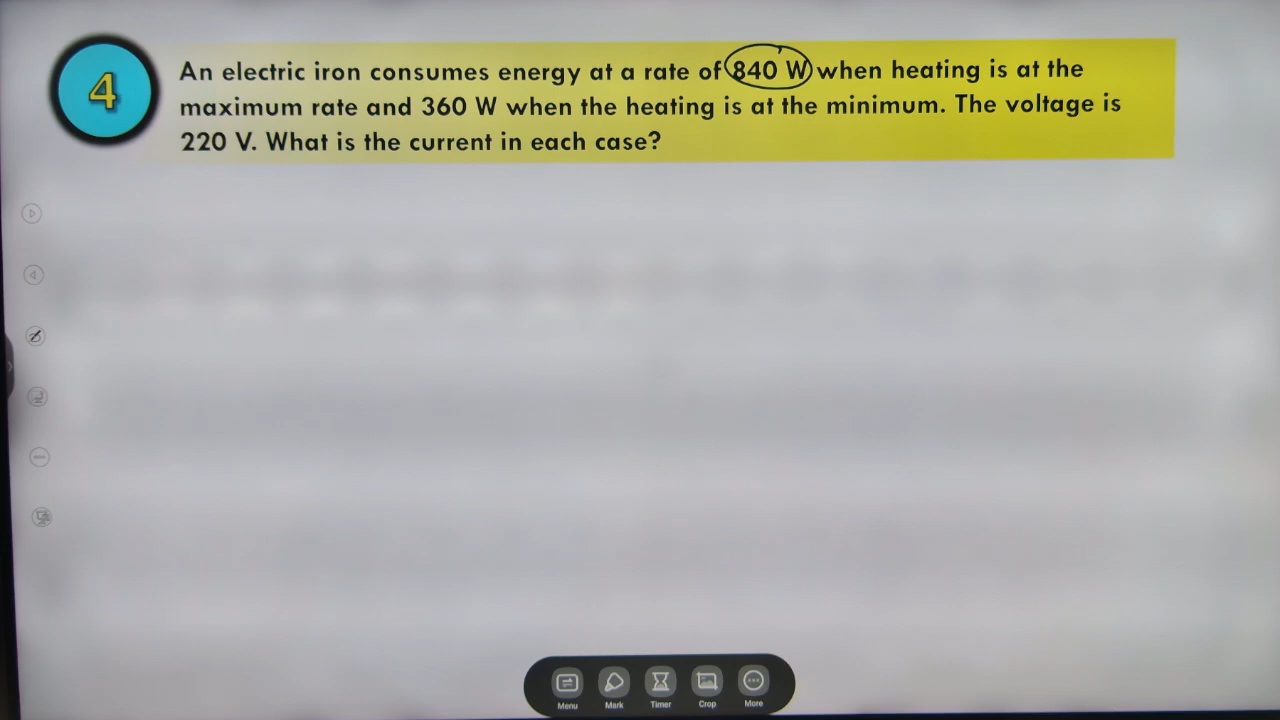 4
An electric iron consumes energy at a rate of 840 W when heating is at the
maximum rate and 360 W when the heating is at the minimum. The voltage is
220 V. What is the current in each case?
Menu Mark Timer Crop More